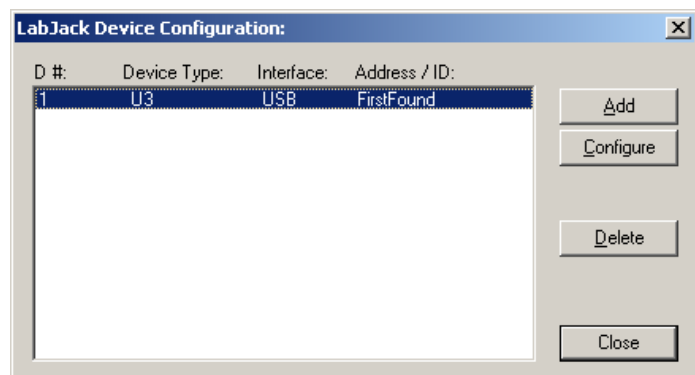 LabJack Device Configuration:
D #: Device Type: Interface: Address / ID:
1 U3 USB FirstFound
Add
Configure
Delete
Close